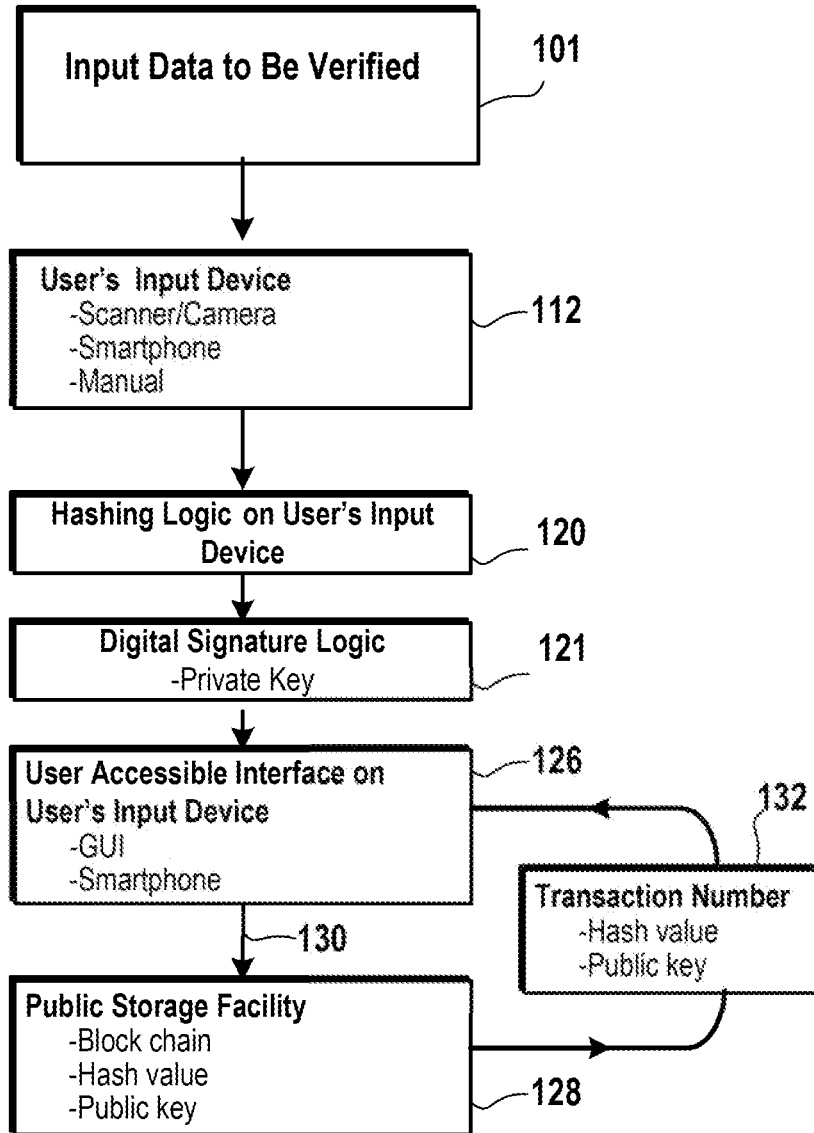 Input Data to Be Verified
101
User's Input Device
-Scanner/Camera
-Smartphone
-Manual
112
Hashing Logic on User's Input
Device
120
Digital Signature Logic
-Private Key
121
User Accessible Interface on
User's Input Device
-GUI
-Smartphone
126
132
Transaction Number
-Hash value
-Public key
130
Public Storage Facility
-Block chain
-Hash value
-Public key
128